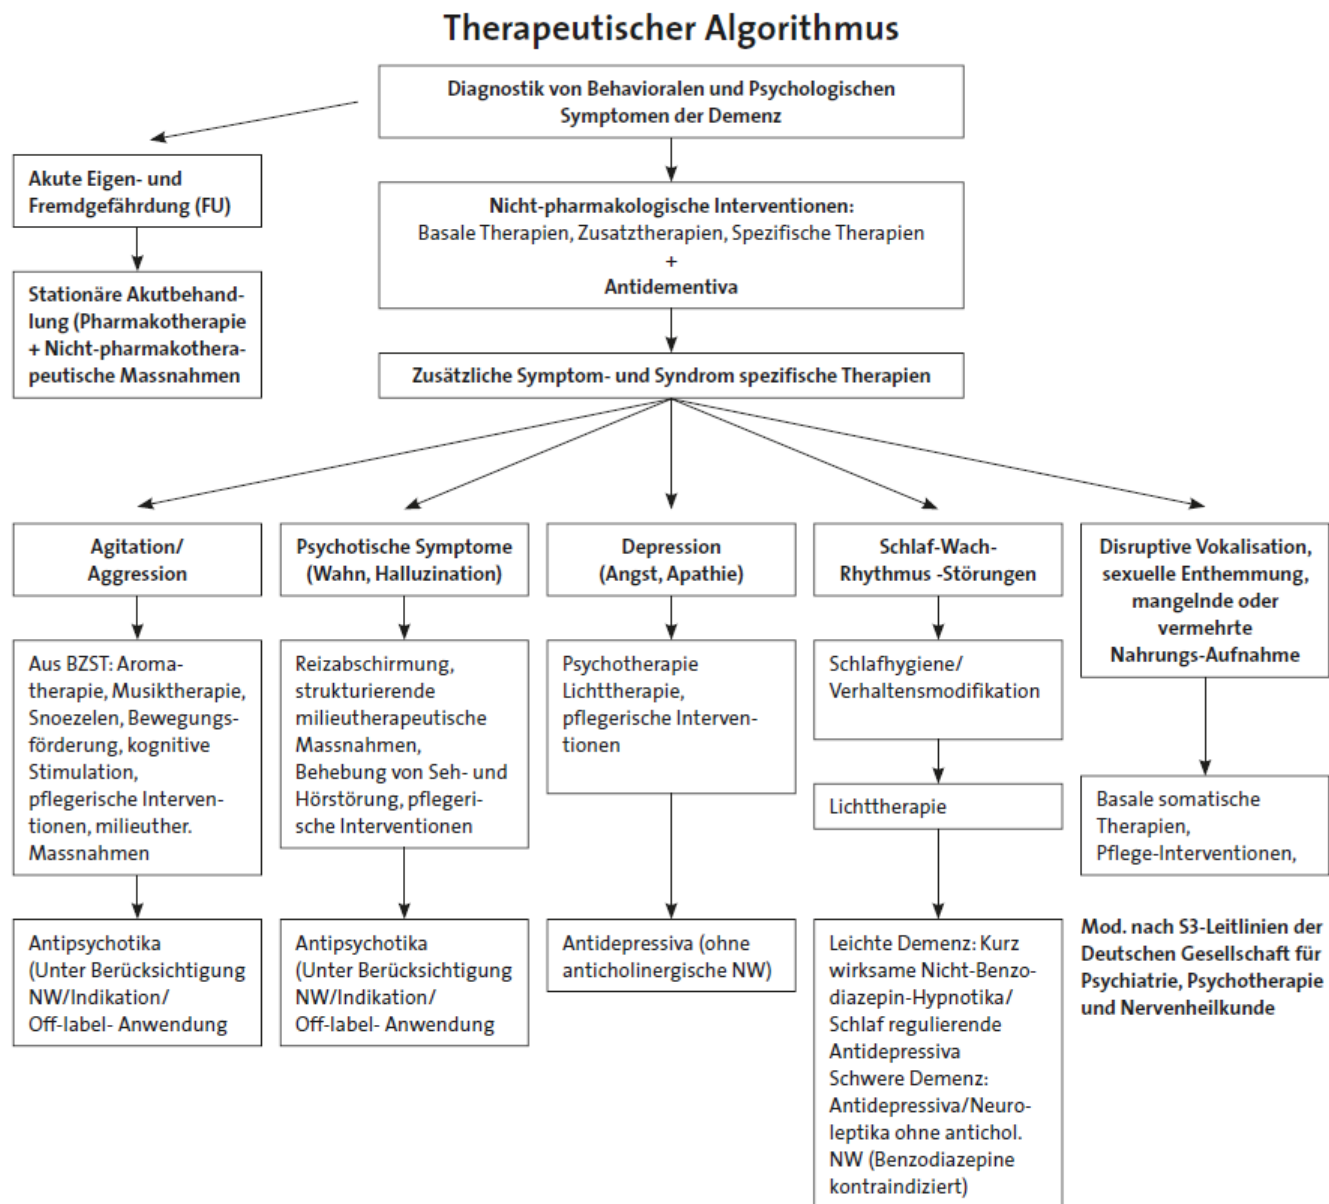 Therapeutischer Algorithmus
Diagnostik von Behavioralen und Psychologischen
Symptomen der Demenz
Akute Eigen- und
Fremdgefährdung (FU)
Nicht-pharmakologische Interventionen:
Basale Therapien, Zusatztherapien, Spezifische Therapien
+
Antidementiva
Stationäre Akutbehand-
lung (Pharmakotherapie
+ Nicht-pharmakothera-
peutische Massnahmen
Zusätzliche Symptom- und Syndrom spezifische Therapien
Agitation/
Aggression
Psychotische Symptome
(Wahn, Halluzination)
Depression
(Angst, Apathie)
Schlaf-Wach-
Rhythmus -Störungen
Disruptive Vokalisation,
sexuelle Enthemmung,
mangelnde oder
vermehrte
Nahrungs-Aufnahme
Aus BZST: Aroma-
therapie, Musiktherapie,
Snoezelen, Bewegungs-
förderung, kognitive
Stimulation,
pflegerische Interven-
tionen, milieuther.
Massnahmen
Reizabschirmung,
strukturierende
milieutherapeutische
Massnahmen,
Behebung von Seh- und
Hörstörung, pflegeri-
sche Interventionen
Psychotherapie
Lichttherapie,
pflegerische Interven-
tionen
Schlafhygiene/
Verhaltensmodifikation
Lichttherapie
Basale somatische
Therapien,
Pflege-Interventionen,
Antipsychotika
(Unter Berücksichtigung
NW/Indikation/
Off-label- Anwendung
Antipsychotika
(Unter Berücksichtigung
NW/Indikation/
Off-label- Anwendung
Antidepressiva (ohne
anticholinergische NW)
Leichte Demenz: Kurz
wirksame Nicht-Benzo-
diazepin-Hypnotika/
Schlaf regulierende
Antidepressiva
Schwere Demenz:
Antidepressiva/Neuro-
leptika ohne antichol.
NW (Benzodiazepine
kontraindiziert)
Mod. nach S3-Leitlinien der
Deutschen Gesellschaft für
Psychiatrie, Psychotherapie
und Nervenheilkunde